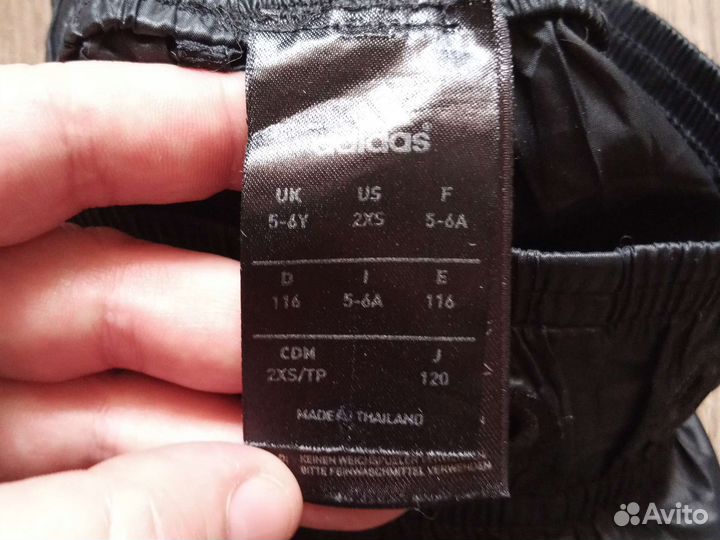 adidas
UK US F
5-6Y 2XS 5-6A
D I E
116 5-6A 116
CDN J
2XS/TP 120
MADE THAILAND
KEINEN
BITTE FEINWASCHMITTEL VERWENDEN
Avito